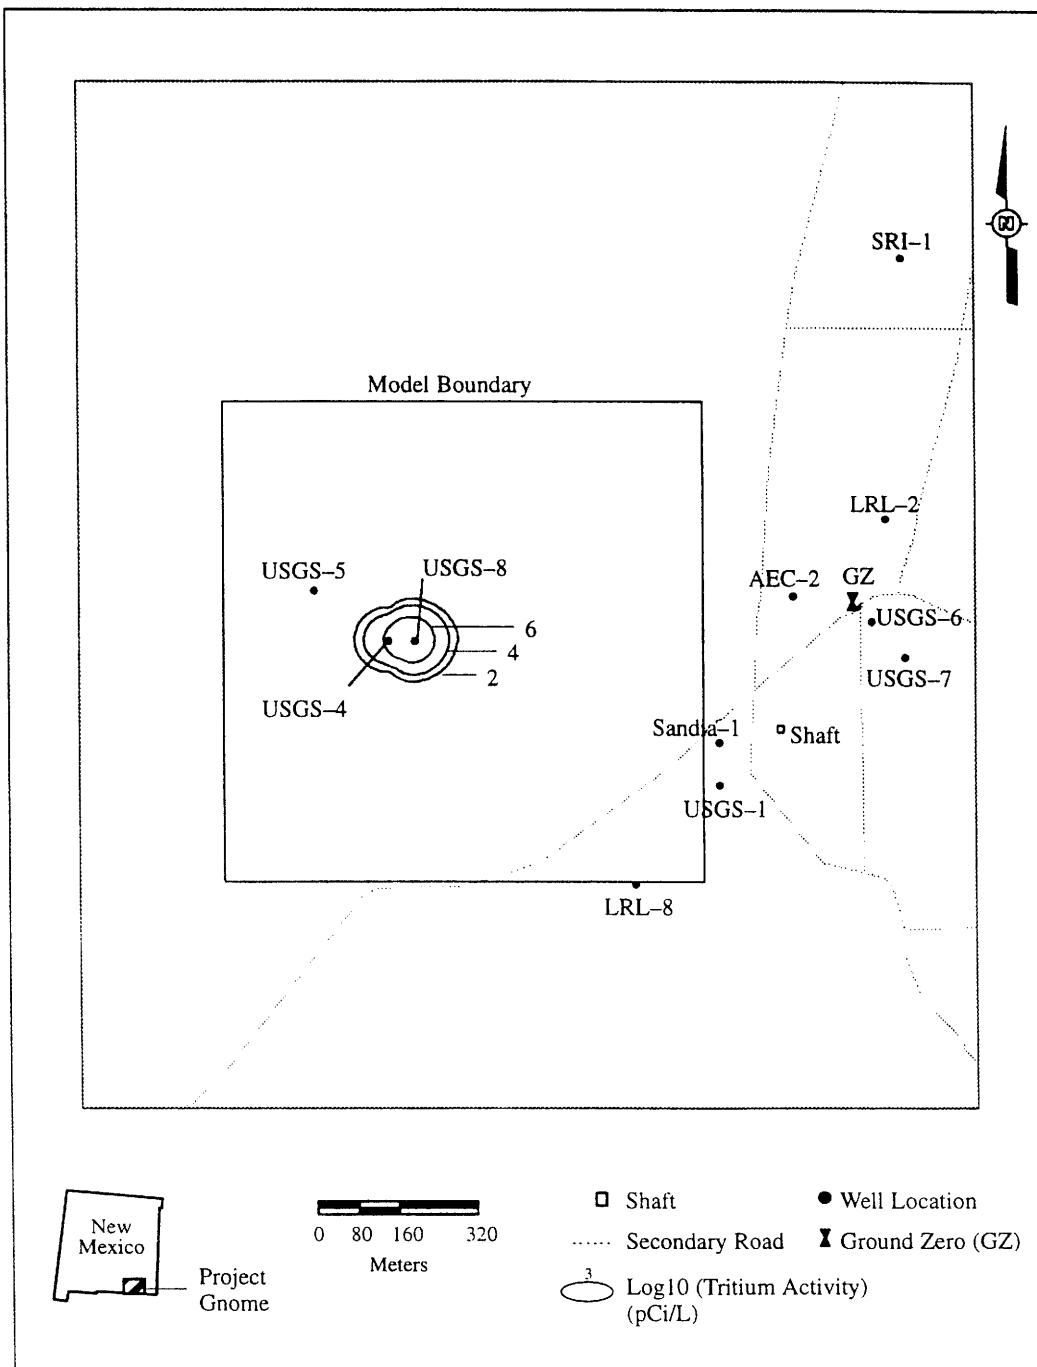 SRI–1
N
Model Boundary
LRL–2
USGS–5
USGS–8
AEC–2
GZ
USGS–6
6
4
2
USGS–7
USGS–4
Sandia–1
Shaft
USGS–1
LRL–8
New
Mexico
Project
Gnome
0 80 160 320
Meters
Shaft
Well Location
Secondary Road
Ground Zero (GZ)
3
Log10 (Tritium Activity)
(pCi/L)